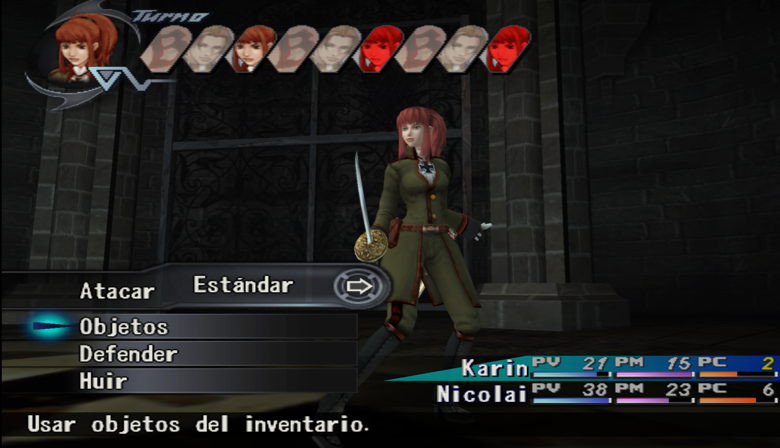 Turno
B B B
Atacar Estándar
Objetos
Defender
Huir
Karin PV 21 PM 15 PC 2
Nicolai PV 38 PM 23 PC 6
Usar objetos del inventario.